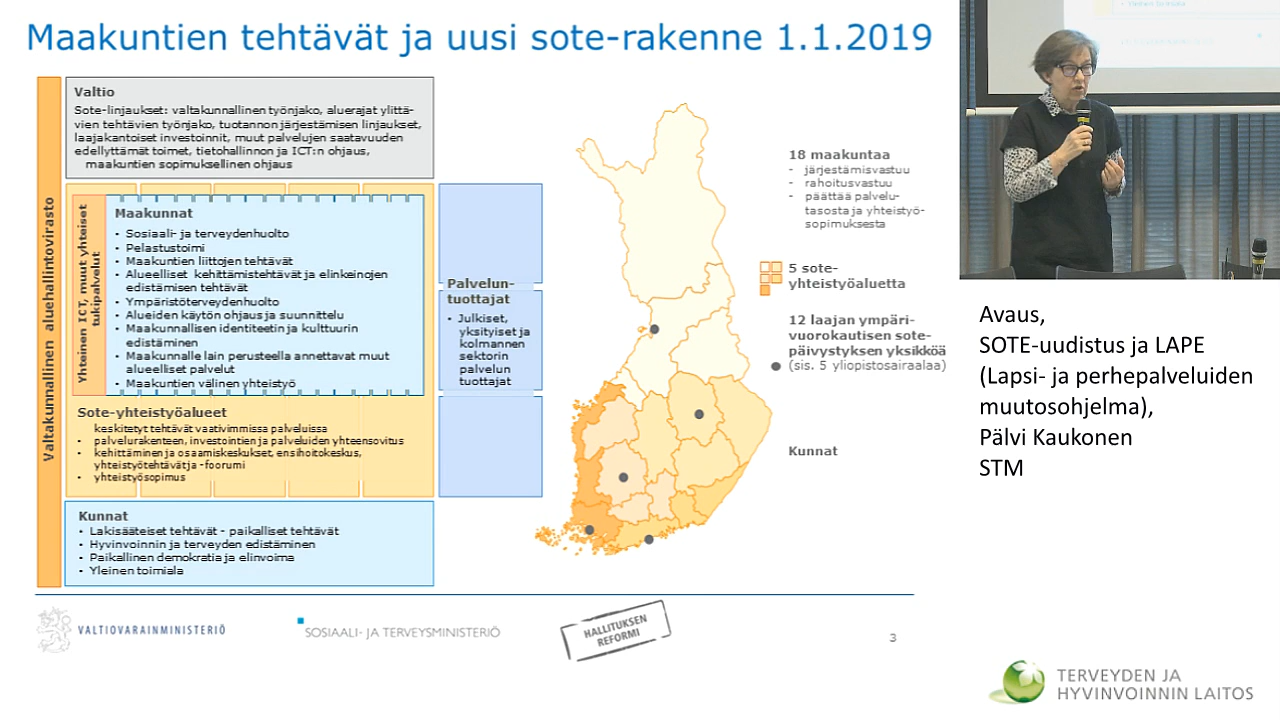 Maakuntien tehtävät ja uusi sote-rakenne 1.1.2019
Valtakunnallinen aluehallintovirasto
Valtio
Sote-linjaukset: valtakunnallinen työnjako, aluerajat ylittä-
vien tehtävien työnjako, tuotannon järjestämisen linjaukset,
laajakantoiset investoinnit, muut palvelujen saatavuuden
edellyttämät toimet, tietohallinnon ja ICT:n ohjaus,
maakuntien sopimuksellinen ohjaus
Yhteinen ICT, muut yhteiset
tukipalvelut
Maakunnat
• Sosiaali- ja terveydenhuolto
• Pelastustoimi
• Maakuntien liittojen tehtävät
• Alueelliset kehittämistehtävät ja elinkeinojen
edistämisen tehtävät
• Ympäristöterveydenhuolto
• Alueiden käytön ohjaus ja suunnittelu
• Maakunnallisen identiteetin ja kulttuurin
edistäminen
• Maakunnalle lain perusteella annettavat muut
alueelliset palvelut
• Maakuntien välinen yhteistyö
Sote-yhteistyöalueet
keskitetyt tehtävät vaativimmissa palveluissa
• palvelurakenteen, investointien ja palveluiden yhteensovitus
• kehittäminen ja osaamiskeskukset, ensihoitokeskus,
yhteistyötehtävät ja -foorumi
• yhteistyösopimus
Kunnat
• Lakisääteiset tehtävät - paikalliset tehtävät
• Hyvinvoinnin ja terveyden edistäminen
• Paikallinen demokratia ja elinvoima
• Yleinen toimiala
Palvelun-
tuottajat
• Julkiset,
yksityiset ja
kolmannen
sektorin
palvelun
tuottajat
18 maakuntaa
- järjestämisvastuu
- rahoitusvastuu
- päättää palvelu-
tasosta ja yhteistyö-
sopimuksesta
5 sote-
yhteistyöaluetta
12 laajan ympäri-
vuorokautisen sote-
päivystyksen yksikköä
(sis. 5 yliopistosairaalaa)
Kunnat
VALTIOVARAINMINISTERIÖ
SOSIAALI- JA TERVEYSMINISTERIÖ
HALLITUKSEN
REFORMI
3
Avaus,
SOTE-uudistus ja LAPE
(Lapsi- ja perhepalveluiden
muutosohjelma),
Pälvi Kaukonen
STM
TERVEYDEN JA
HYVINVOINNIN LAITOS